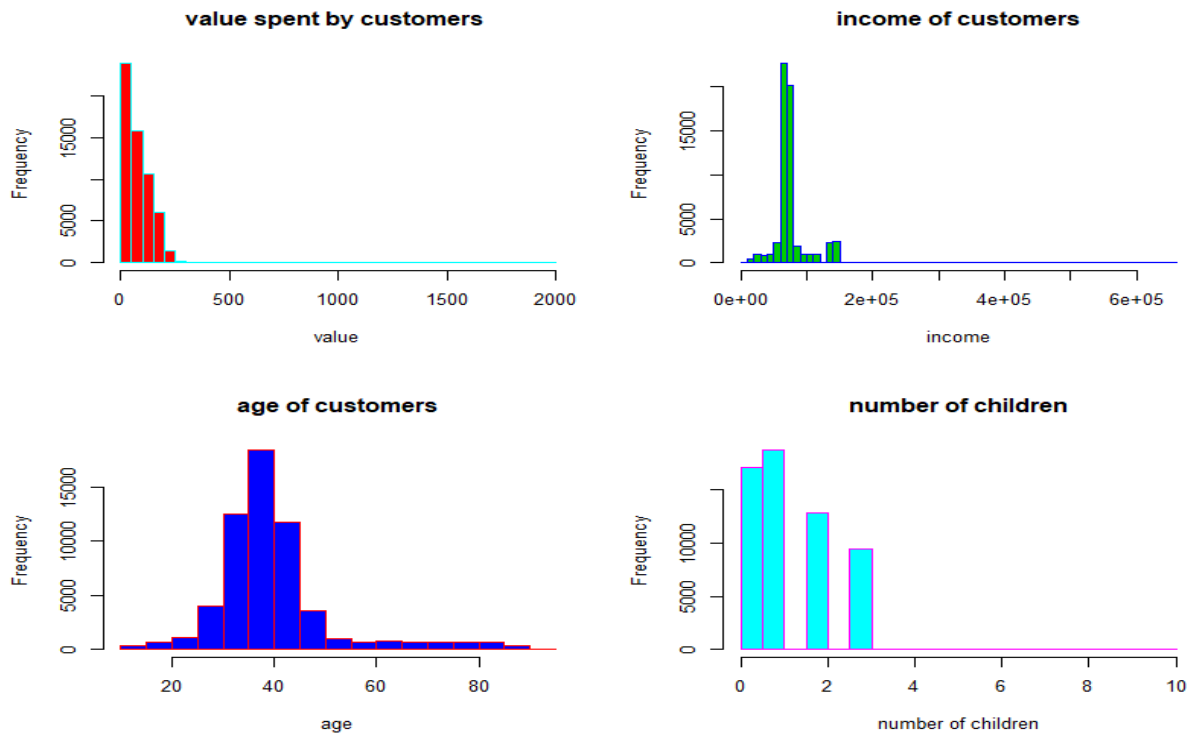 value spent by customers
Frequency
0 5000 15000
0 500 1000 1500 2000
value
income of customers
Frequency
0 5000 15000
0e+00 2e+05 4e+05 6e+05
income
age of customers
Frequency
0 5000 10000 15000
20 40 60 80
age
number of children
Frequency
0 5000 10000
0 2 4 6 8 10
number of children